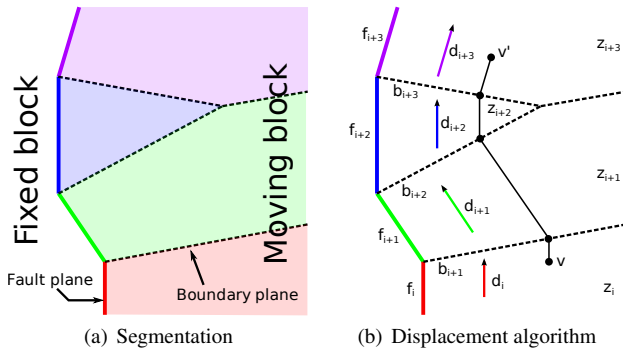 Fixed block
Moving block
Fault plane
Boundary plane
(a) Segmentation
f_{i+3}
d_{i+3}
v'
z_{i+3}
b_{i+3}
z_{i+2}
f_{i+2}
d_{i+2}
z_{i+1}
b_{i+2}
d_{i+1}
f_{i+1}
b_{i+1}
v
f_i
d_i
z_i
(b) Displacement algorithm